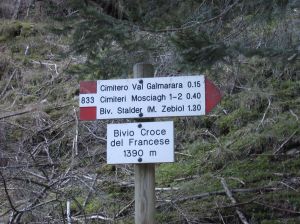 833
Cimitero Val Galmarara 0.15
Cimiteri Mosciagh 1-2 0.40
Biv. Stalder (M. Zebio) 1.30
Bivio Croce
del Francese
1390 m